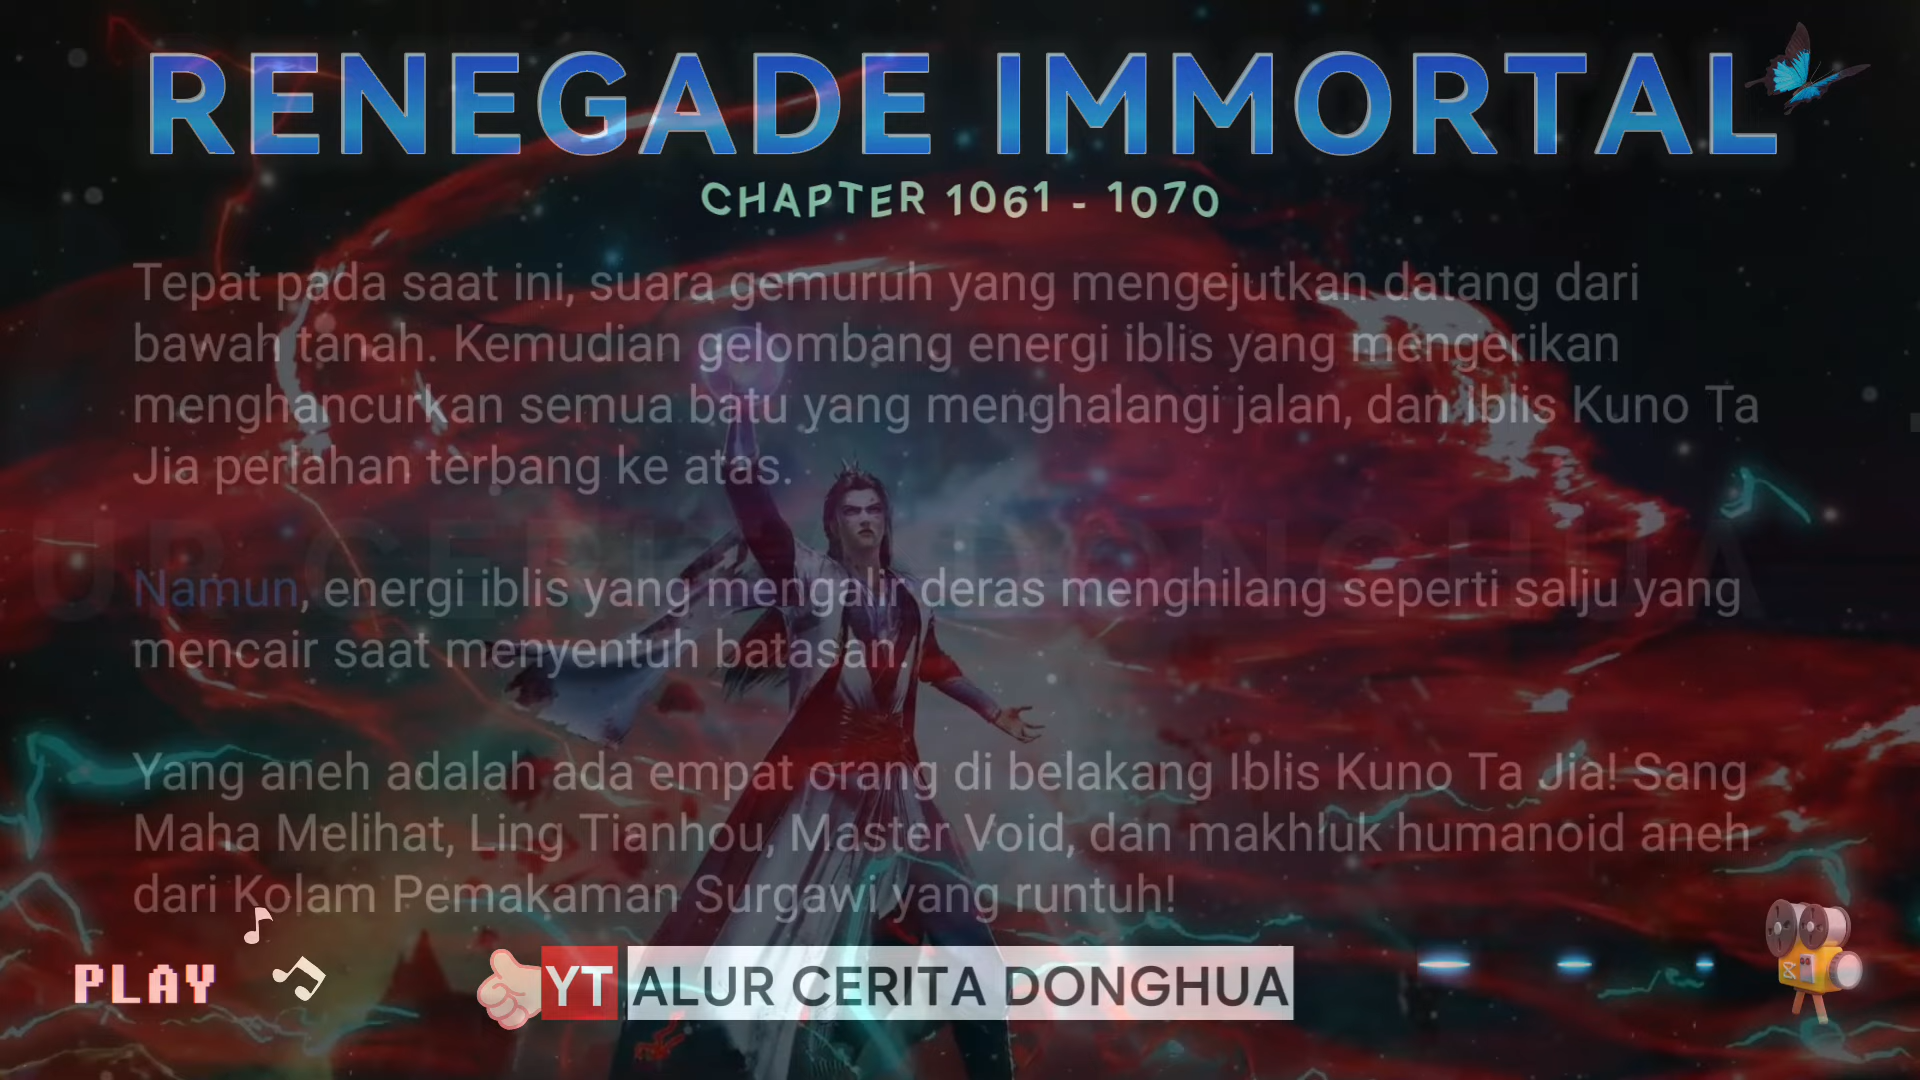 RENEGADE IMMORTAL
CHAPTER 1061 - 1070
Tepat pada saat ini, suara gemuruh yang mengejutkan datang dari
bawah tanah. Kemudian gelombang energi iblis yang mengerikan
menghancurkan semua batu yang menghalangi jalan, dan Iblis Kuno Ta
Jia perlahan terbang ke atas.
Namun, energi iblis yang mengalir deras menghilang seperti salju yang
mencair saat menyentuh batasan.
Yang aneh adalah ada empat orang di belakang Iblis Kuno Ta Jia! Sang
Maha Melihat, Ling Tianhou, Master Void, dan makhluk humanoid aneh
dari Kolam Pemakaman Surgawi yang runtuh!
PLAY
YT ALUR CERITA DONGHUA